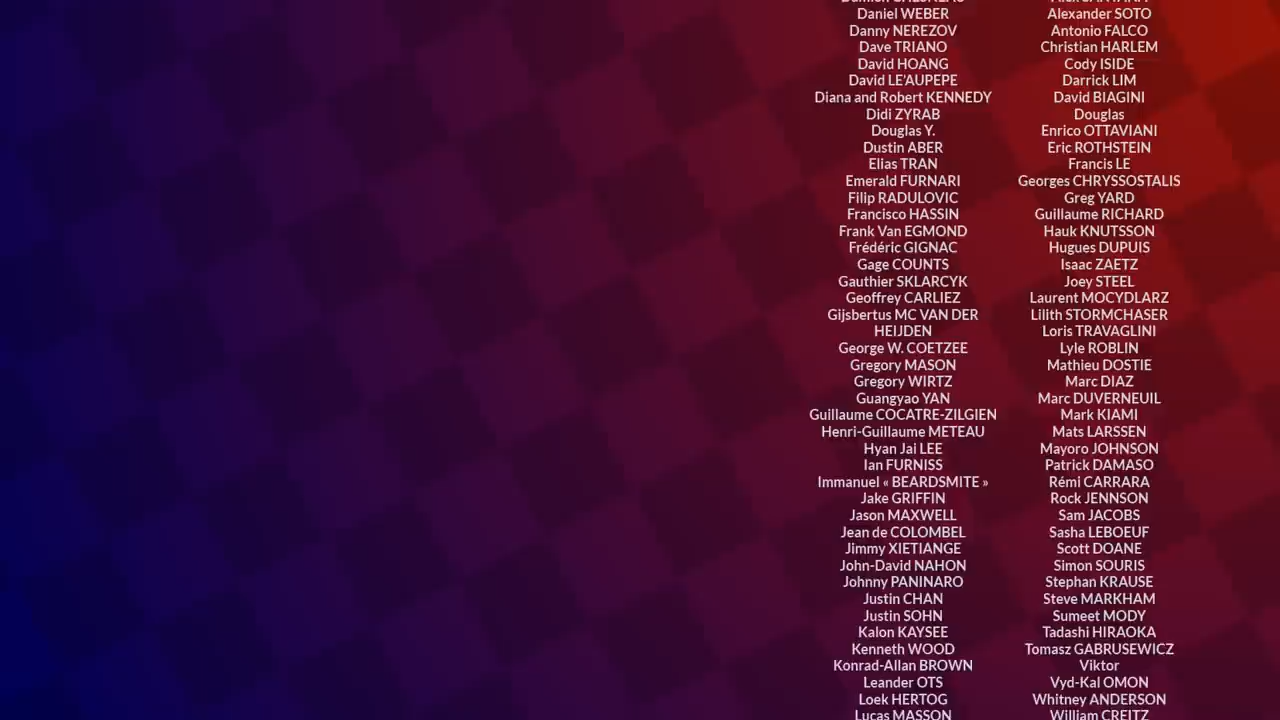 Daniel WEBER
Danny NEREZOV
Dave TRIANO
David HOANG
David LE'AUPEPE
Diana and Robert KENNEDY
Didi ZYRAB
Douglas Y.
Dustin ABER
Elias TRAN
Emerald FURNARI
Filip RADULOVIC
Francisco HASSIN
Frank Van EGMOND
Frédéric GIGNAC
Gage COUNTS
Gauthier SKLARCYK
Geoffrey CARLIEZ
Gijsbertus MC VAN DER
HEIJDEN
George W. COETZEE
Gregory MASON
Gregory WIRTZ
Guangyao YAN
Guillaume COCATRE-ZILGIEN
Henri-Guillaume METEAU
Hyan Jai LEE
Ian FURNISS
Immanuel « BEARDSMITE »
Jake GRIFFIN
Jason MAXWELL
Jean de COLOMBEL
Jimmy XIETIANGE
John-David NAHON
Johnny PANINARO
Justin CHAN
Justin SOHN
Kalon KAYSEE
Kenneth WOOD
Konrad-Allan BROWN
Leander OTS
Loek HERTOG
Lucas MASSON
Alexander SOTO
Antonio FALCO
Christian HARLEM
Cody ISIDE
Darrick LIM
David BIAGINI
Douglas
Enrico OTTAVIANI
Eric ROTHSTEIN
Francis LE
Georges CHRYSSOSTALIS
Greg YARD
Guillaume RICHARD
Hauk KNUTSSON
Hugues DUPUIS
Isaac ZAETZ
Joey STEEL
Laurent MOCYDLARZ
Lilith STORMCHASER
Loris TRAVAGLINI
Lyle ROBLIN
Mathieu DOSTIE
Marc DIAZ
Marc DUVERNEUIL
Mark KIAMI
Mats LARSSEN
Mayoro JOHNSON
Patrick DAMASO
Rémi CARRARA
Rock JENNSON
Sam JACOBS
Sasha LEBOEUF
Scott DOANE
Simon SOURIS
Stephan KRAUSE
Steve MARKHAM
Sumeet MODY
Tadashi HIRAOKA
Tomasz GABRUSEWICZ
Viktor
Vyd-Kal OMON
Whitney ANDERSON
William CREITZ